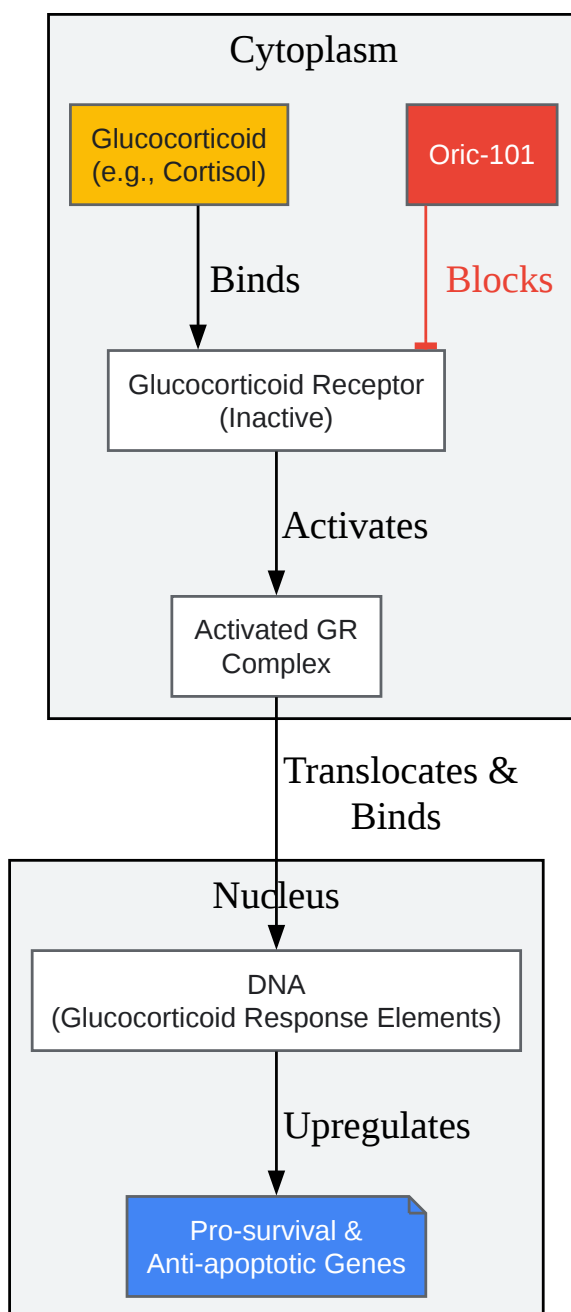 Cytoplasm
Glucocorticoid
(e.g., Cortisol)
Oric-101
Binds
Blocks
Glucocorticoid Receptor
(Inactive)
Activates
Activated GR
Complex
Translocates &
Binds
Nucleus
DNA
(Glucocorticoid Response Elements)
Upregulates
Pro-survival &
Anti-apoptotic Genes